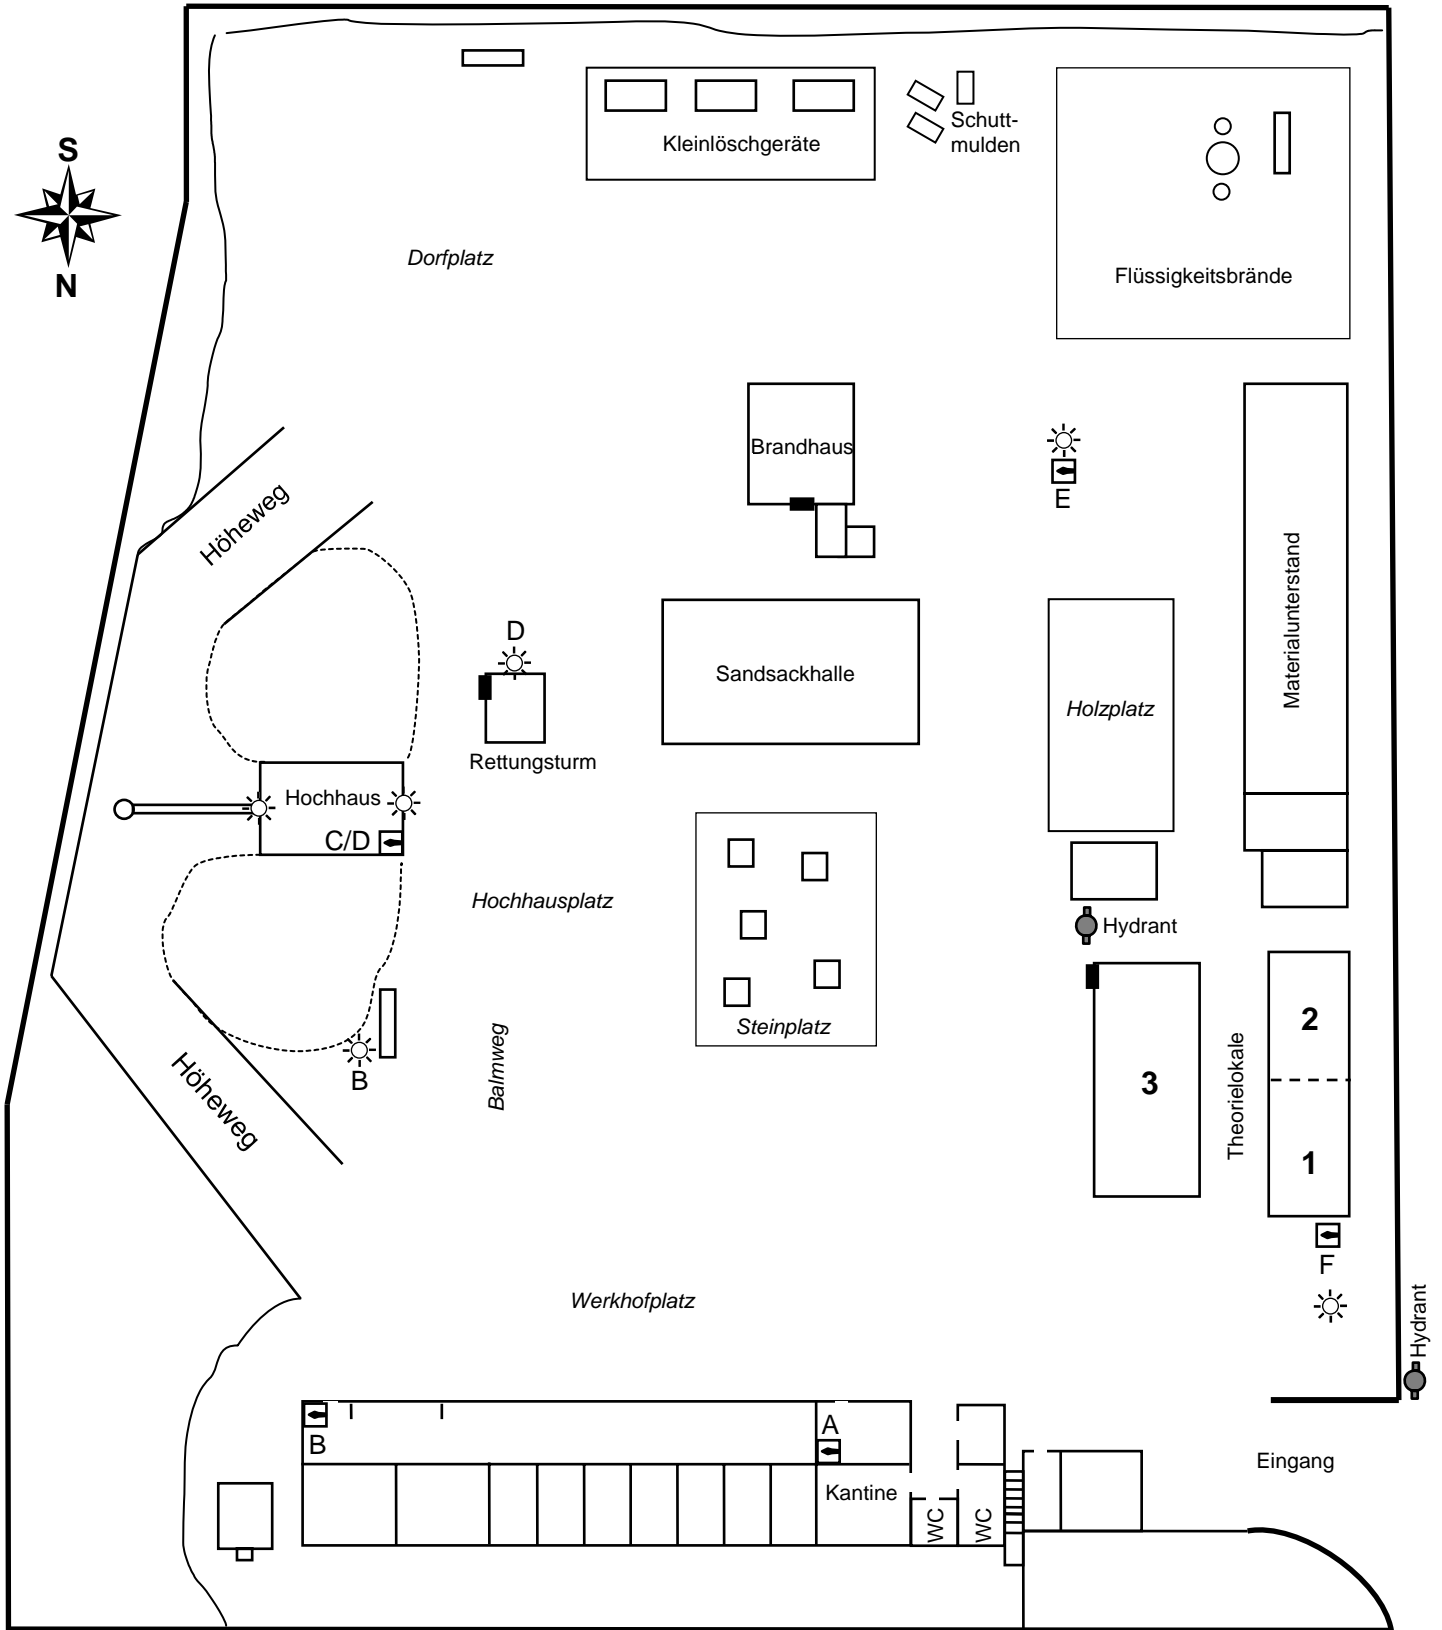 Schutt-
mulden
Kleinlöschgeräte
S
N
Dorfplatz
Flüssigkeitsbrände
Brandhaus
E
Höheweg
Materialunterstand
D
Sandsackhalle
Holzplatz
Rettungsturm
Hochhaus
C/D
Hochhausplatz
Hydrant
Steinplatz
2
Balmweg
B
3
Theorielokale
Höheweg
1
F
Werkhofplatz
Hydrant
B
A
Eingang
Kantine
WC
WC